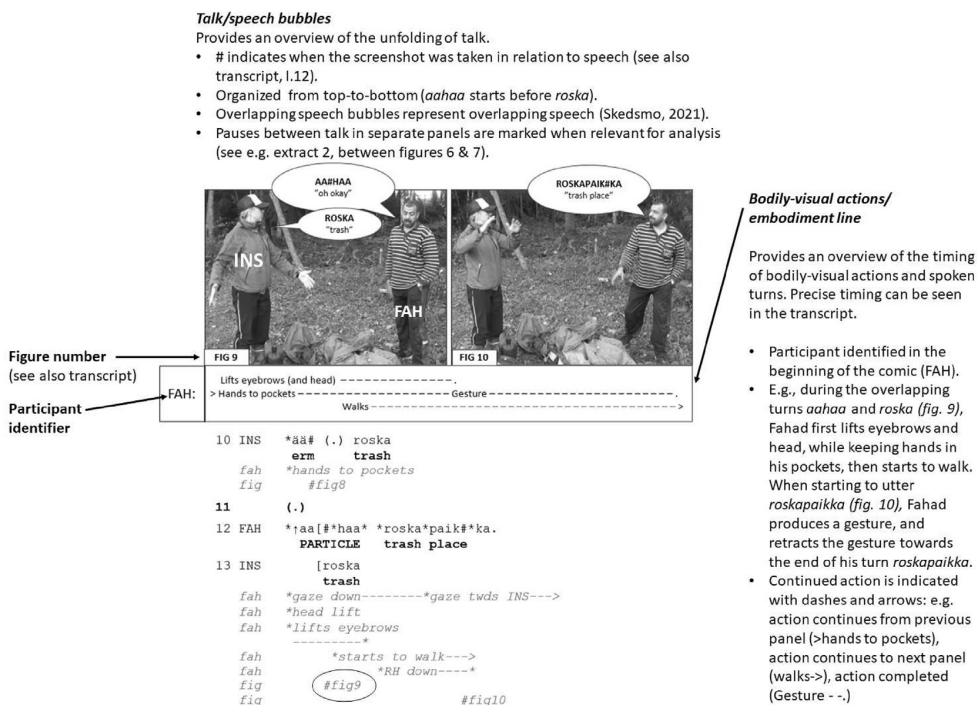 Talk/speech bubbles
Provides an overview of the unfolding of talk.
• # indicates when the screenshot was taken in relation to speech (see also
transcript, l.12).
• Organized from top-to-bottom (aahaa starts before roska).
• Overlapping speech bubbles represent overlapping speech (Skedsmo, 2021).
• Pauses between talk in separate panels are marked when relevant for analysis
(see e.g. extract 2, between figures 6 & 7).
AA#HAA
"oh okay"
ROSKA
"trash"
INS
FAH
FIG 9
ROSKAPAIK#KA
"trash place"
FIG 10
Figure number
(see also transcript)
Participant
identifier
FAH:
Lifts eyebrows (and head) ------------------.
> Hands to pockets------------------------Gesture---------------------------------.
Walks---------------------------------------------------->
Bodily-visual actions/
embodiment line
Provides an overview of the timing
of bodily-visual actions and spoken
turns. Precise timing can be seen
in the transcript.
• Participant identified in the
beginning of the comic (FAH).
• E.g., during the overlapping
turns aahaa and roska (fig. 9),
Fahad first lifts eyebrows and
head, while keeping hands in
his pockets, then starts to walk.
When starting to utter
roskapaikka (fig. 10), Fahad
produces a gesture, and
retracts the gesture towards
the end of his turn roskapaikka.
• Continued action is indicated
with dashes and arrows: e.g.
action continues from previous
panel (>hands to pockets),
action continues to next panel
(walks->), action completed
(Gesture - -.)
10 INS *ää# (.) roska
erm trash
fah *hands to pockets
fig #fig8
11 (.)
12 FAH *↑aa[#*haa* *roska*paik#*ka.
PARTICLE trash place
13 INS [roska
trash
fah *gaze down--------*gaze twds INS--->
fah *head lift
fah *lifts eyebrows
---------*
fah *starts to walk--->
fah *RH down----*
fig #fig9
fig #fig10